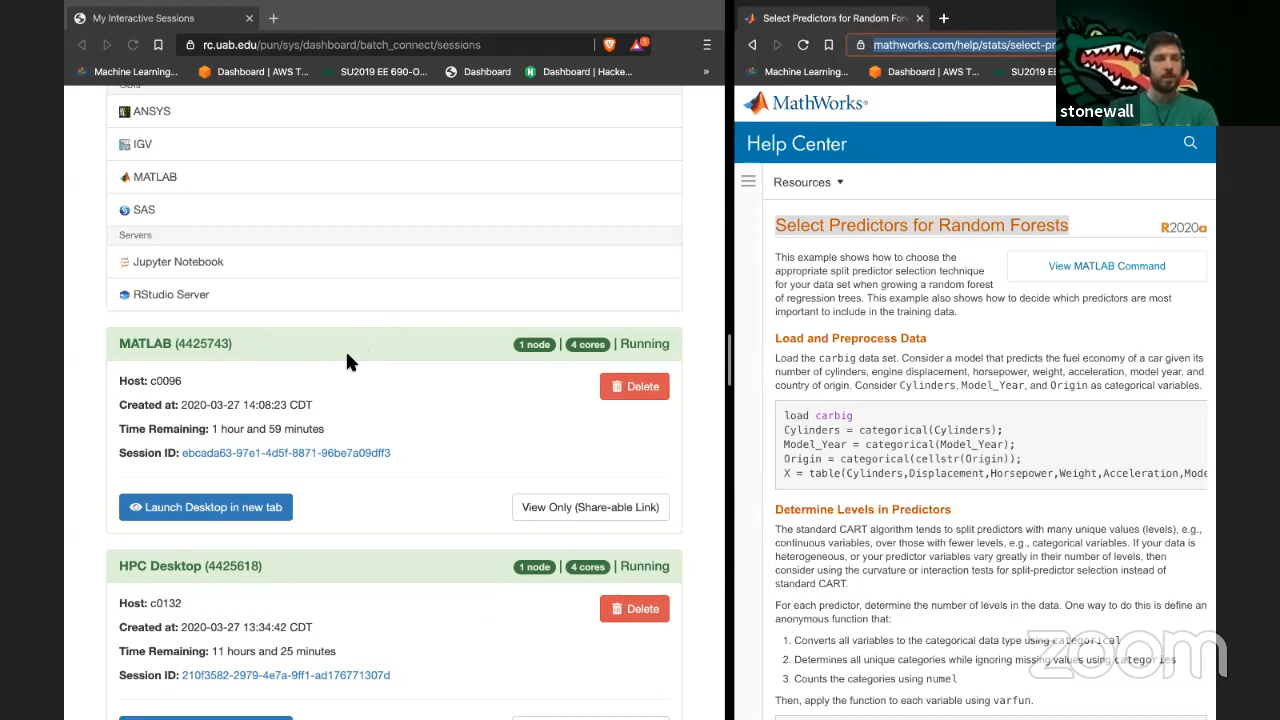 My Interactive Sessions
rc.uab.edu/pun/sys/dashboard/batch_connect/sessions
1
Machine Learning...
Dashboard | AWS T...
SU2019 EE 690-O...
Dashboard
Dashboard | Hacke...
»
ANSYS
IGV
MATLAB
SAS
Servers
Jupyter Notebook
RStudio Server
MATLAB (4425743)
1 node | 4 cores | Running
Host: c0096
Delete
Created at: 2020-03-27 14:08:23 CDT
Time Remaining: 1 hour and 59 minutes
Session ID: ebcada63-97e1-4d5f-8871-96be7a09dff3
Launch Desktop in new tab
View Only (Share-able Link)
HPC Desktop (4425618)
1 node | 4 cores | Running
Host: c0132
Delete
Created at: 2020-03-27 13:34:42 CDT
Time Remaining: 11 hours and 25 minutes
Session ID: 210f3582-2979-4e7a-9ff1-ad176771307d
Select Predictors for Random For
mathworks.com/help/stats/select-pr
Machine Learning...
Dashboard | AWS T...
SU2019
stonewall
MathWorks®
Help Center
Resources
Select Predictors for Random Forests
R2020a
This example shows how to choose the
appropriate split predictor selection technique
for your data set when growing a random forest
of regression trees. This example also shows how to decide which predictors are most
important to include in the training data.
View MATLAB Command
Load and Preprocess Data
Load the carbig data set. Consider a model that predicts the fuel economy of a car given its
number of cylinders, engine displacement, horsepower, weight, acceleration, model year, and
country of origin. Consider Cylinders, Model_Year, and Origin as categorical variables.
load carbig
Cylinders = categorical(Cylinders);
Model_Year = categorical(Model_Year);
Origin = categorical(cellstr(Origin));
X = table(Cylinders,Displacement,Horsepower,Weight,Acceleration,Mode
Determine Levels in Predictors
The standard CART algorithm tends to split predictors with many unique values (levels), e.g.,
continuous variables, over those with fewer levels, e.g., categorical variables. If your data is
heterogeneous, or your predictor variables vary greatly in their number of levels, then
consider using the curvature or interaction tests for split-predictor selection instead of
standard CART.
For each predictor, determine the number of levels in the data. One way to do this is define an
anonymous function that:
1. Converts all variables to the categorical data type using categorical
2. Determines all unique categories while ignoring missing values using categories
3. Counts the categories using numel
Then, apply the function to each variable using varfun.
zoom